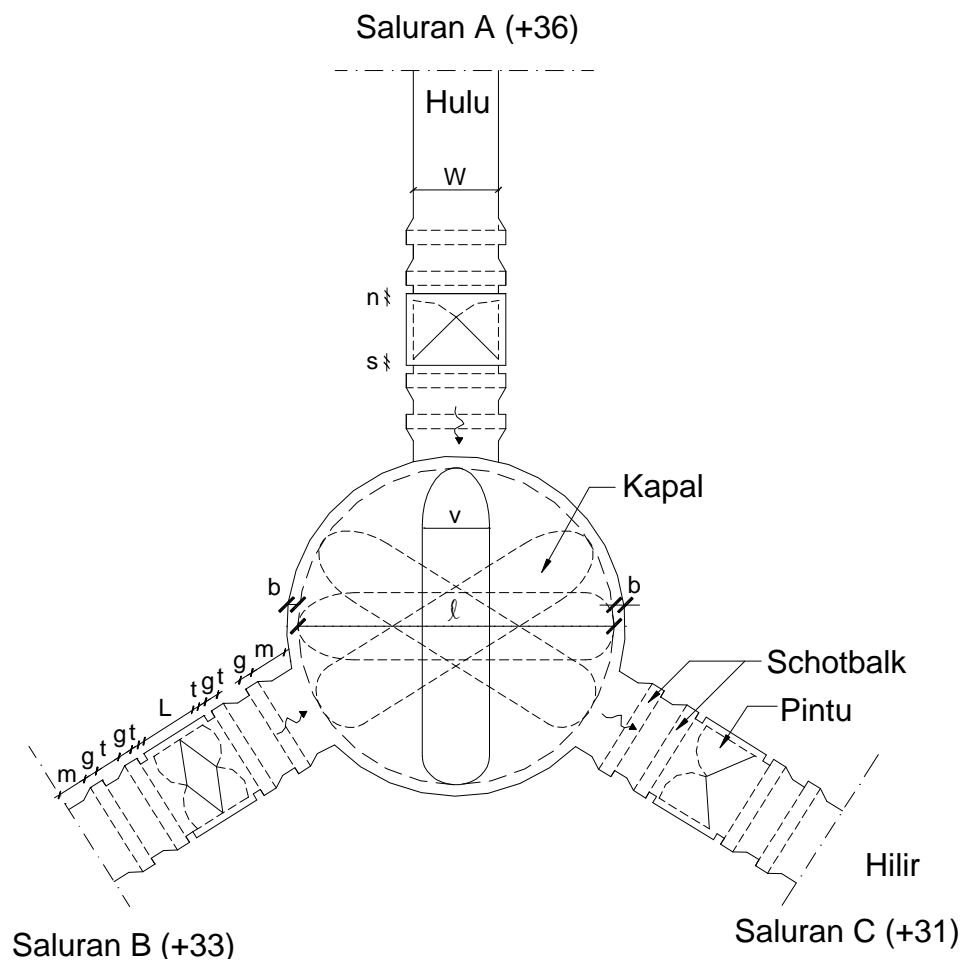 Saluran A (+36)
Hulu
W
n
s
Kapal
v
b
b
ℓ
g m
t g t
L
g t
m g t
Schotbalk
Pintu
Hilir
Saluran B (+33)
Saluran C (+31)